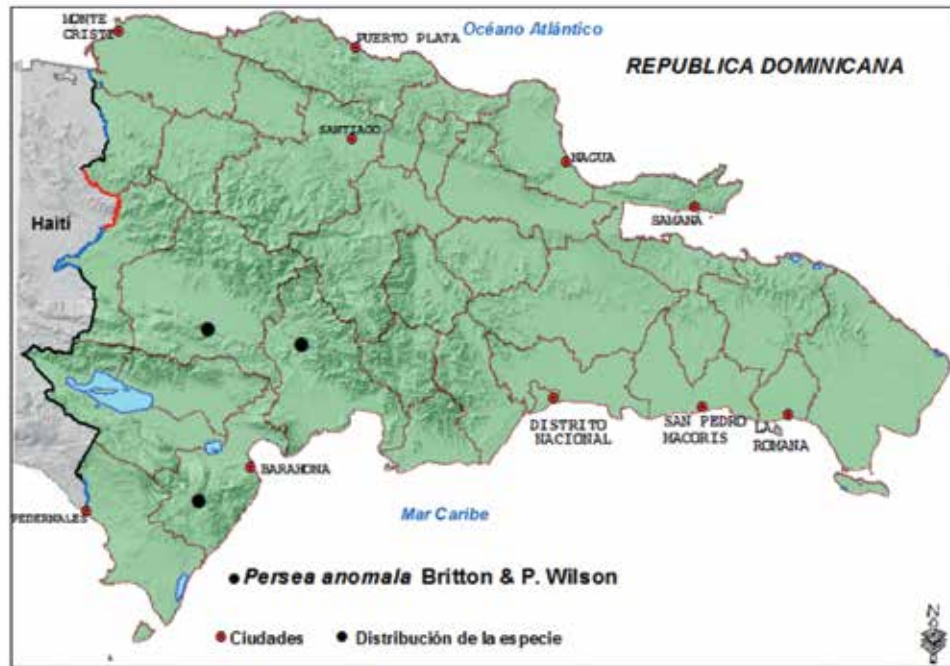 MONTE
CRISTI
PUERTO PLATA
Océano Atlántico
REPUBLICA DOMINICANA
SANTIAGO
NAGUA
SAMANA
Haití
DISTRITO
NACIONAL
SAN PEDRO
MACORIS
LA
ROMANA
BARAHONA
PEDERNALES
Mar Caribe
Persea anomala Britton & P. Wilson
Ciudades
Distribución de la especie